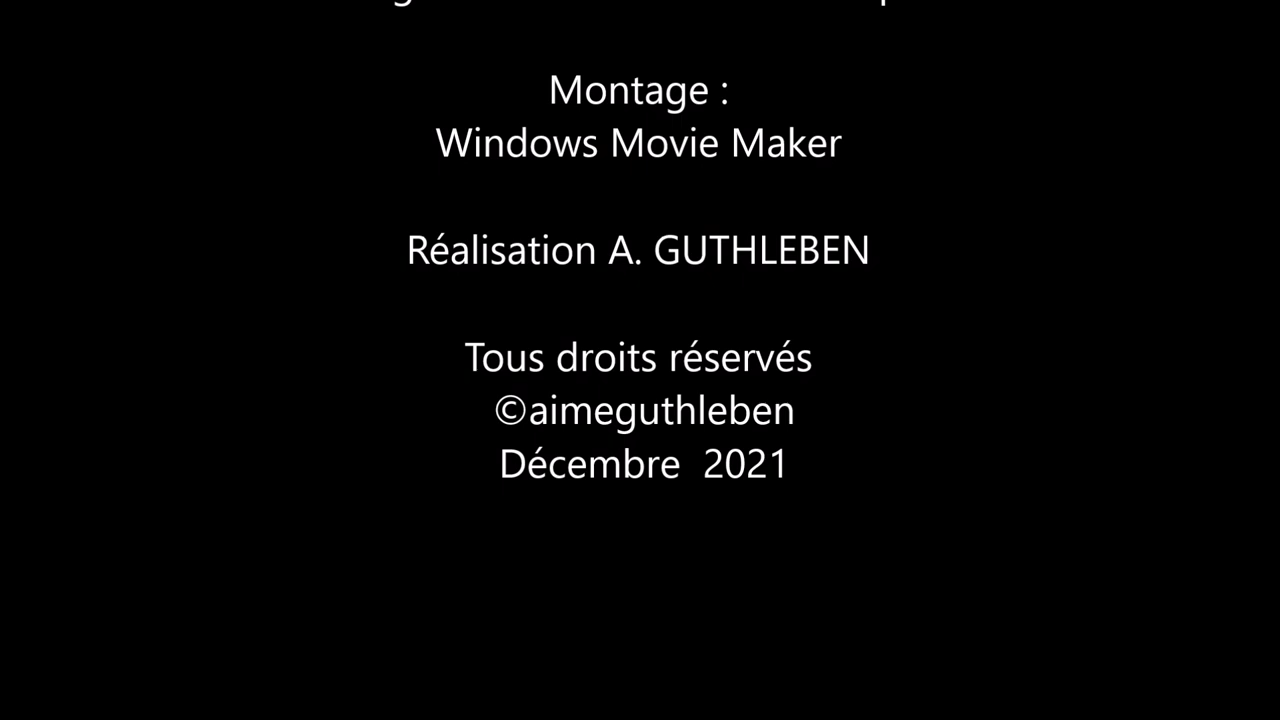 Montage :
Windows Movie Maker
Réalisation A. GUTHLEBEN
Tous droits réservés
©aimeguthleben
Décembre  2021